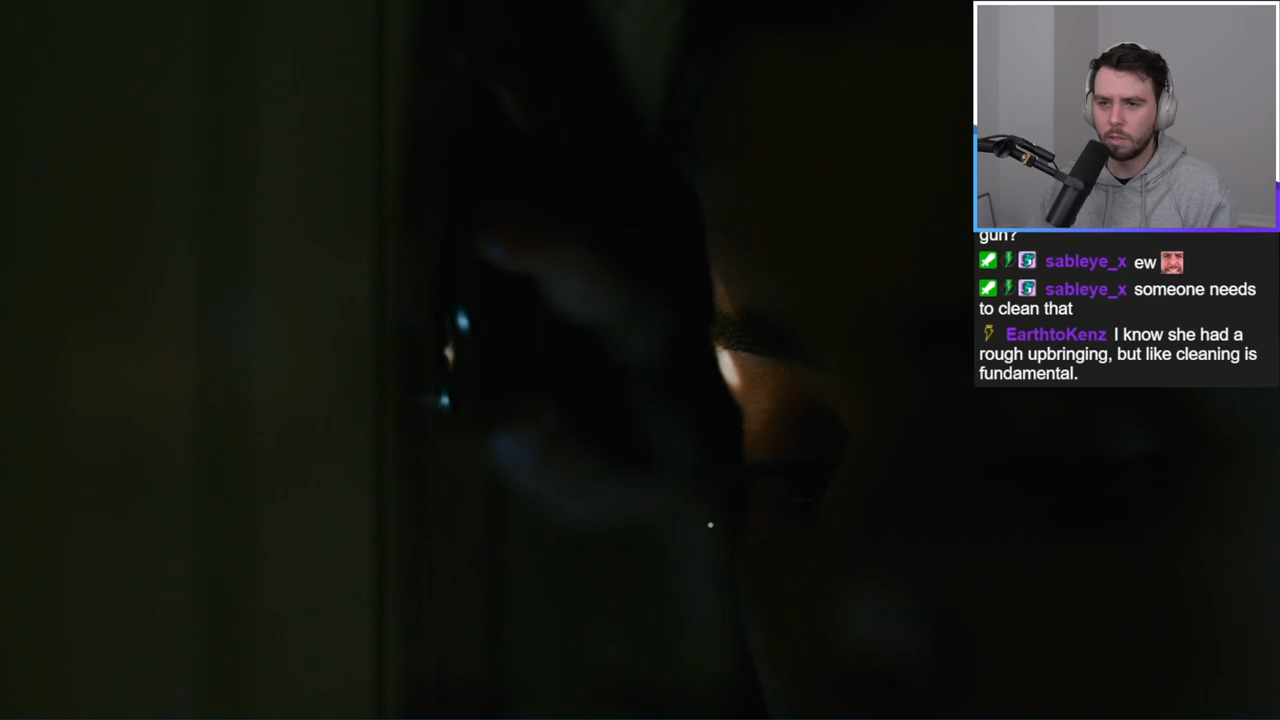 gun?
sableye_x ew
sableye_x someone needs
to clean that
EarthtoKenz I know she had a
rough upbringing, but like cleaning is
fundamental.